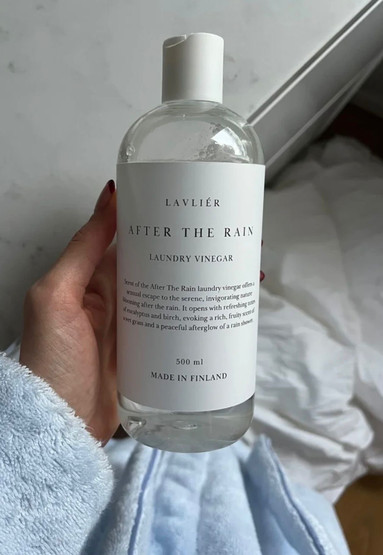 LAVLIÉR
AFTER THE RAIN
LAUNDRY VINEGAR
Scent of the After The Rain laundry vinegar offers a
sensual escape to the serene, invigorating nature
blooming after the rain. It opens with refreshing tones
of eucalyptus and birch, evoking a rich, fruity scent of
wet grass and a peaceful afterglow of a rain shower.
500 ml
MADE IN FINLAND